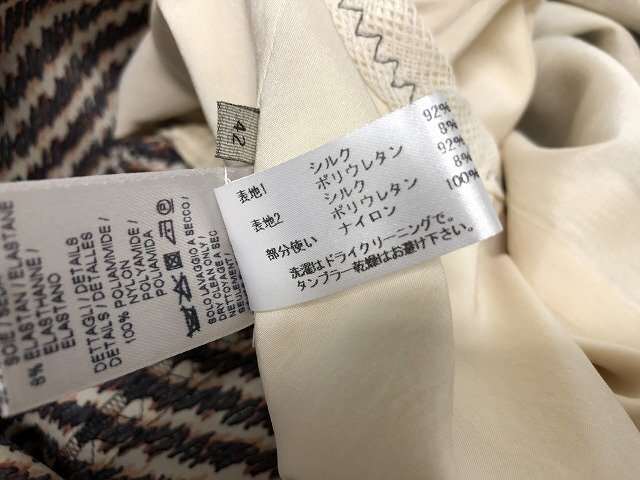 42
表地1 シルク 92%
ポリウレタン 8%
表地2 シルク 92%
ポリウレタン 8%
部分使い ナイロン 100%
洗濯はドライクリーニングで。
タンブラー乾燥はお避け下さい。
8% ELASTAN / ELASTANE
ELASTHANNE /
ELASTANO
DETTAGLI / DETAILS
DETAILS / DÉTAILLES
100% POLIAMMIDE /
NYLON
POLYAMIDE /
POLIAMIDA
SOLO LAVAGGIO A SECCO /
DRY CLEANING ONLY /
NETTOYAGE A SEC